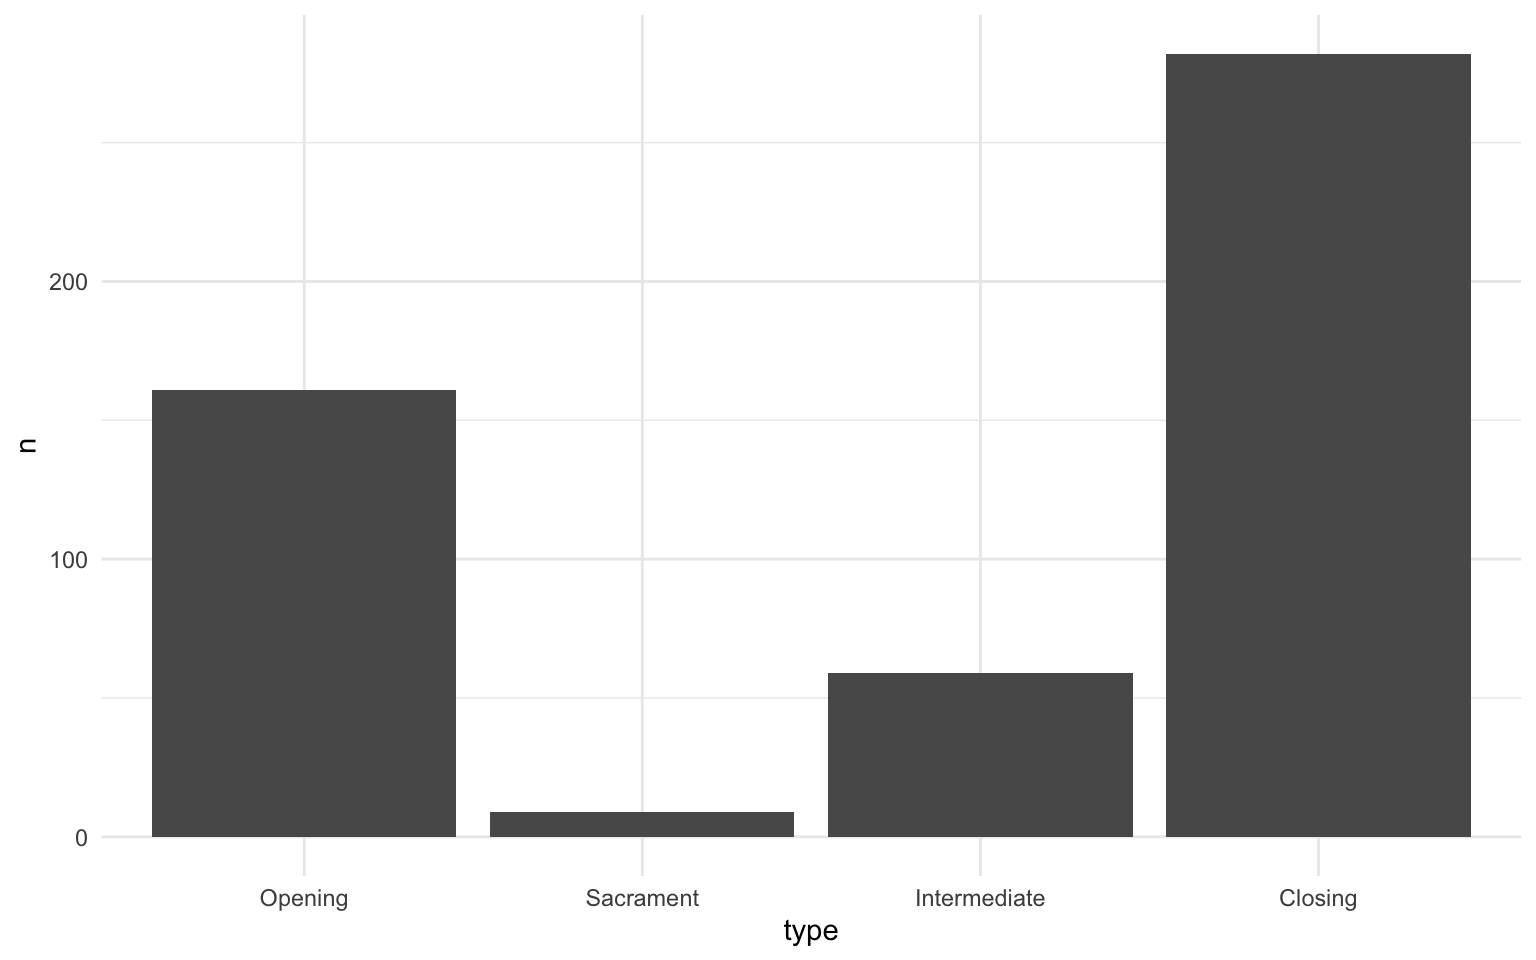 n
200
100
0
Opening
Sacrament
Intermediate
Closing
type